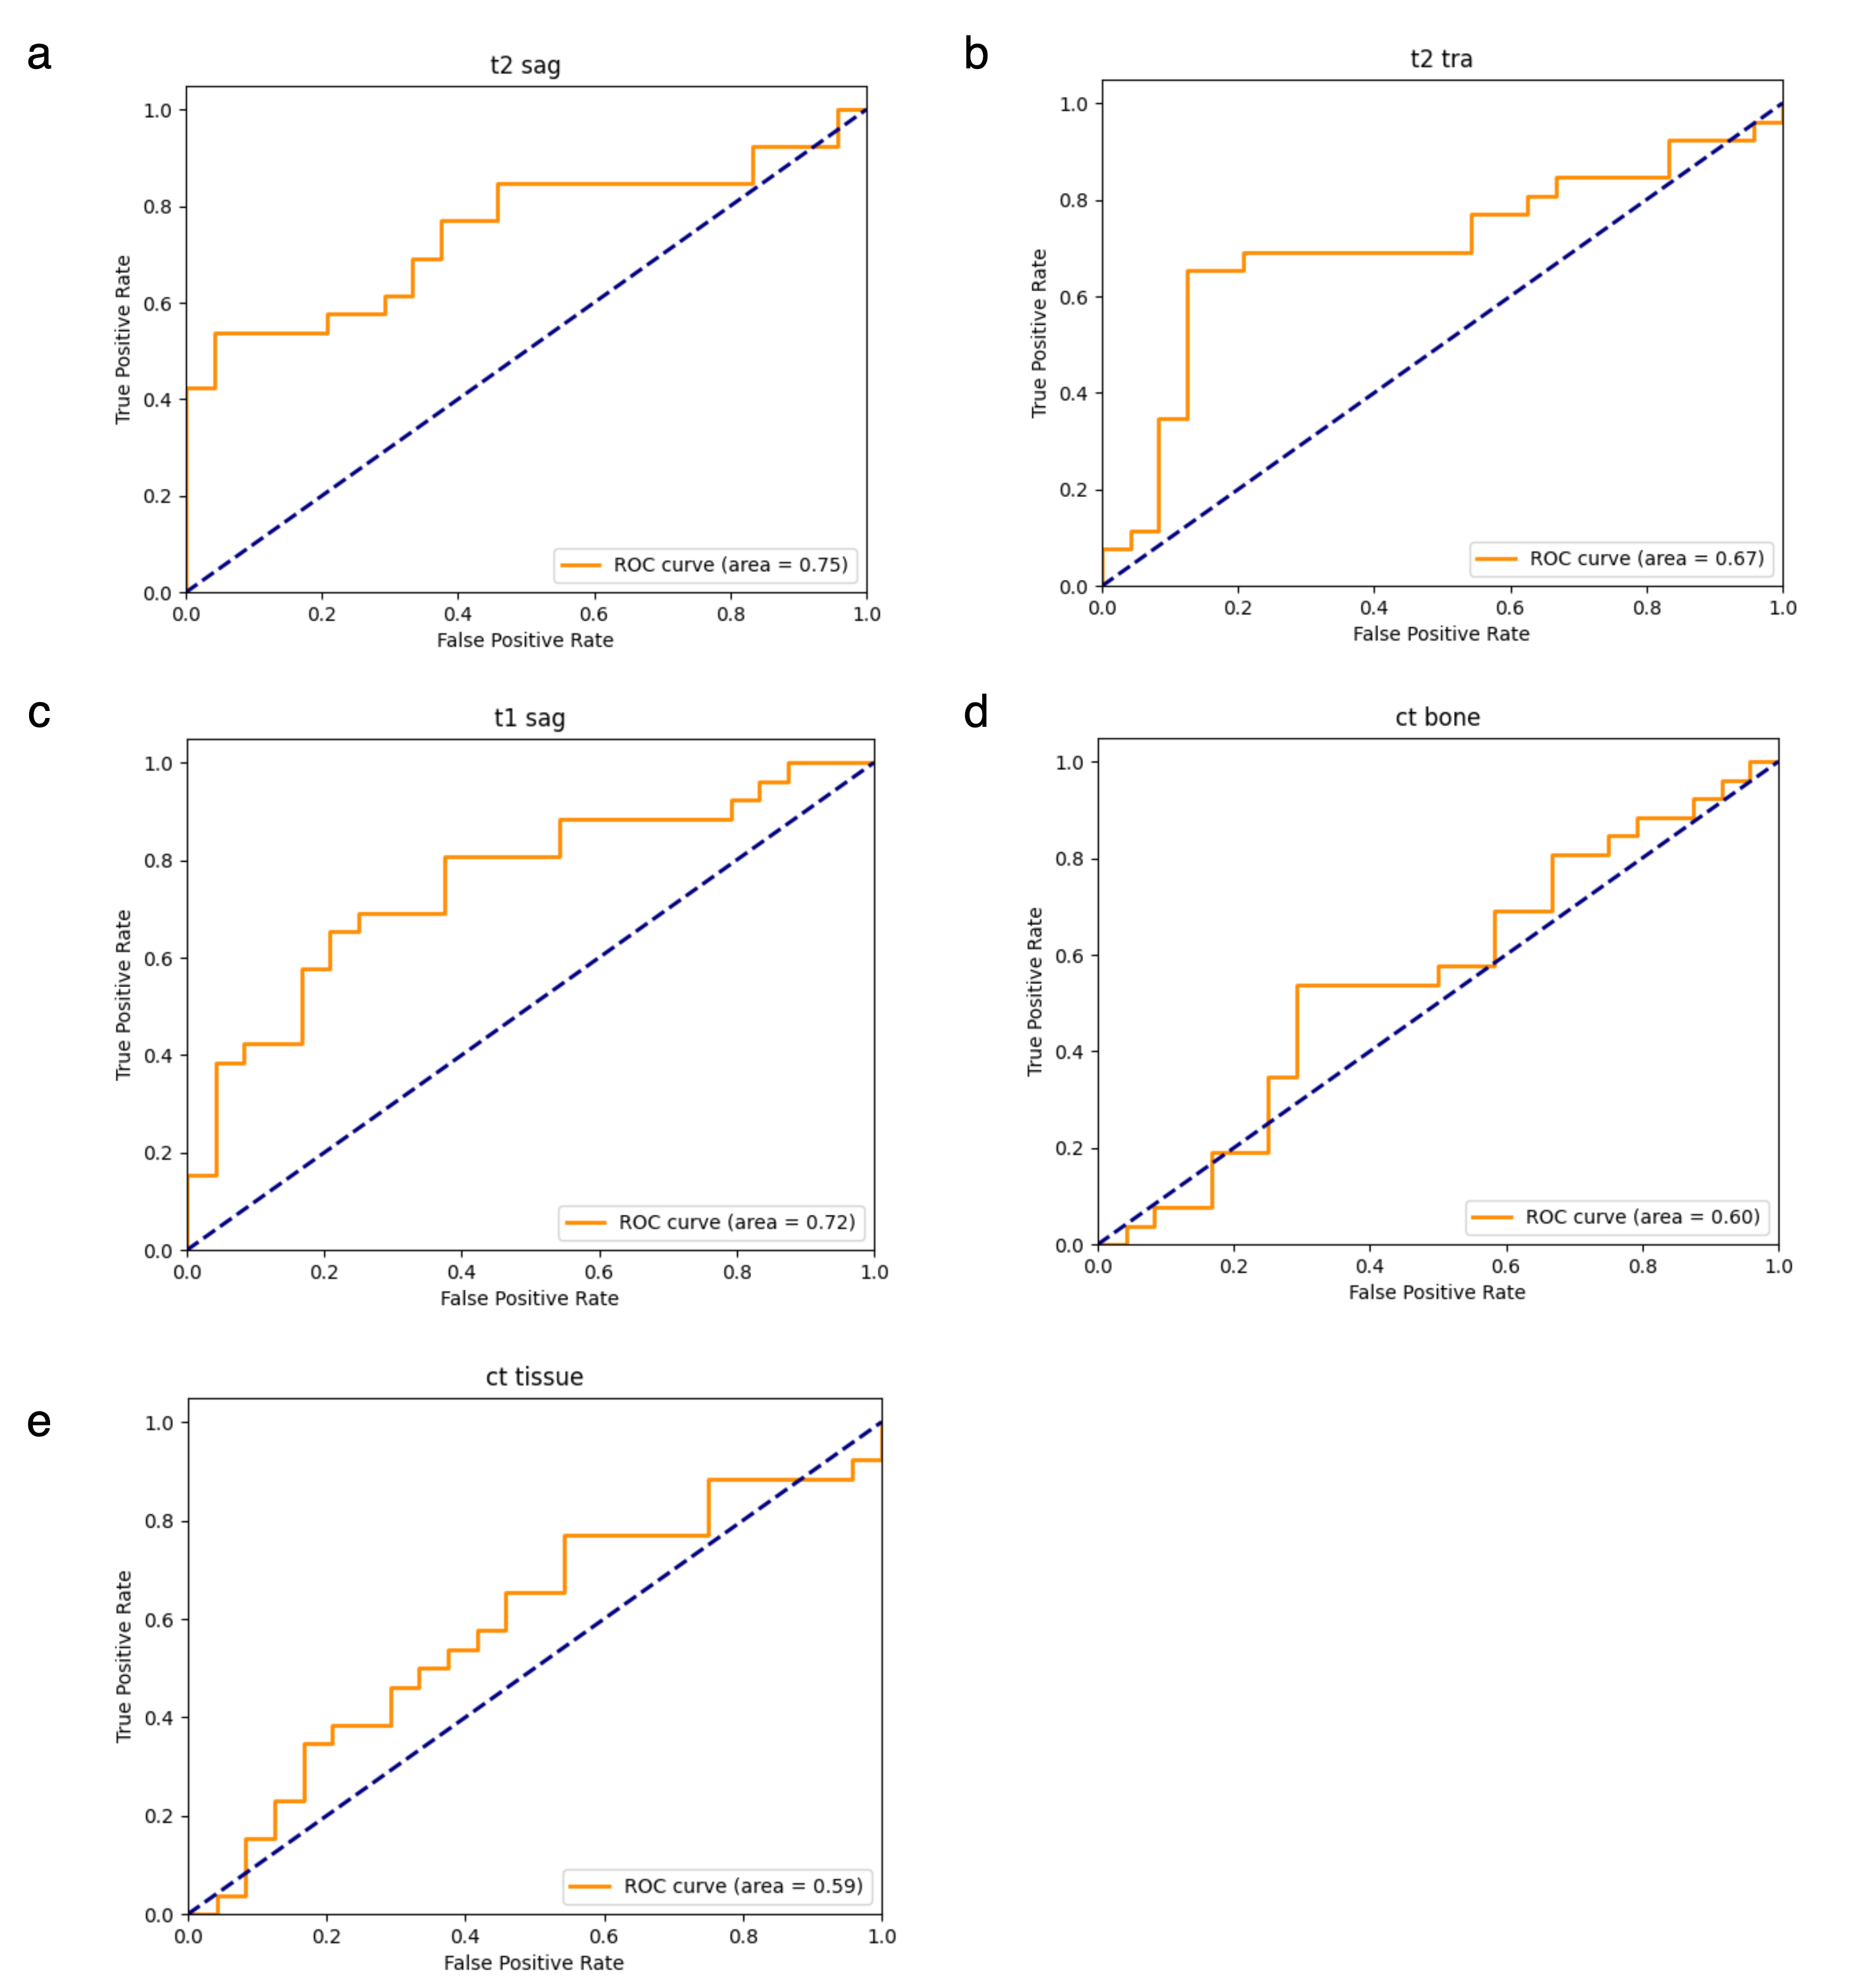 a
t2 sag
1.0
0.8
0.6
0.4
0.2
0.0
True Positive Rate
ROC curve (area = 0.75)
0.0 0.2 0.4 0.6 0.8 1.0
False Positive Rate
b
t2 tra
1.0
0.8
0.6
0.4
0.2
0.0
True Positive Rate
ROC curve (area = 0.67)
0.0 0.2 0.4 0.6 0.8 1.0
False Positive Rate
c
t1 sag
1.0
0.8
0.6
0.4
0.2
0.0
True Positive Rate
ROC curve (area = 0.72)
0.0 0.2 0.4 0.6 0.8 1.0
False Positive Rate
d
ct bone
1.0
0.8
0.6
0.4
0.2
0.0
True Positive Rate
ROC curve (area = 0.60)
0.0 0.2 0.4 0.6 0.8 1.0
False Positive Rate
e
ct tissue
1.0
0.8
0.6
0.4
0.2
0.0
True Positive Rate
ROC curve (area = 0.59)
0.0 0.2 0.4 0.6 0.8 1.0
False Positive Rate